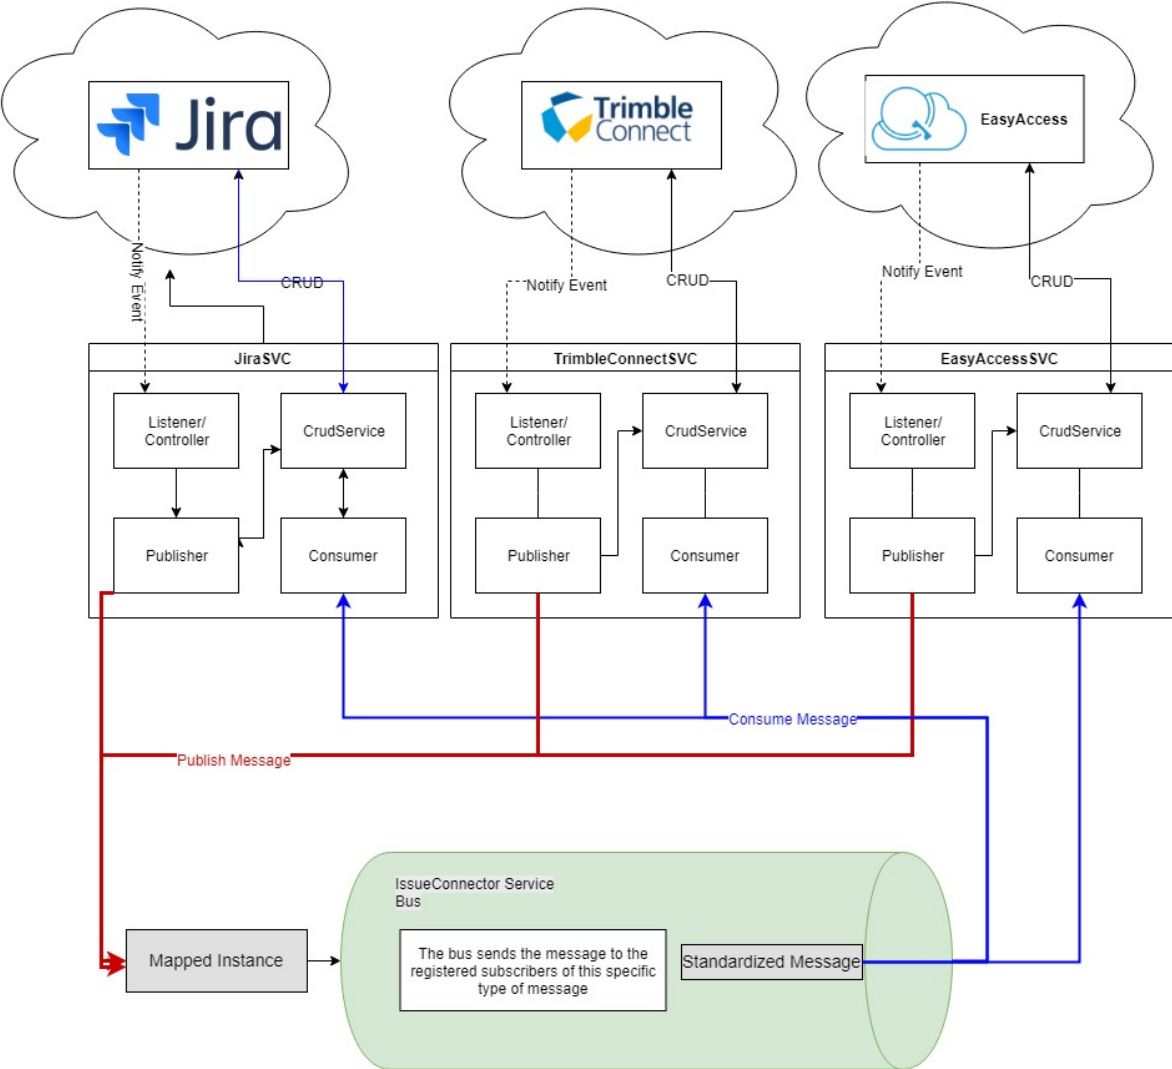 Jira
Trimble
Connect
EasyAccess
Notify Event
CRUD
Notify Event
CRUD
Notify Event
CRUD
JiraSVC
TrimbleConnectSVC
EasyAccessSVC
Listener/
Controller
CrudService
Listener/
Controller
CrudService
Listener/
Controller
CrudService
Publisher
Consumer
Publisher
Consumer
Publisher
Consumer
Consume Message
Publish Message
IssueConnector Service
Bus
Mapped Instance
The bus sends the message to the
registered subscribers of this specific
type of message
Standardized Message